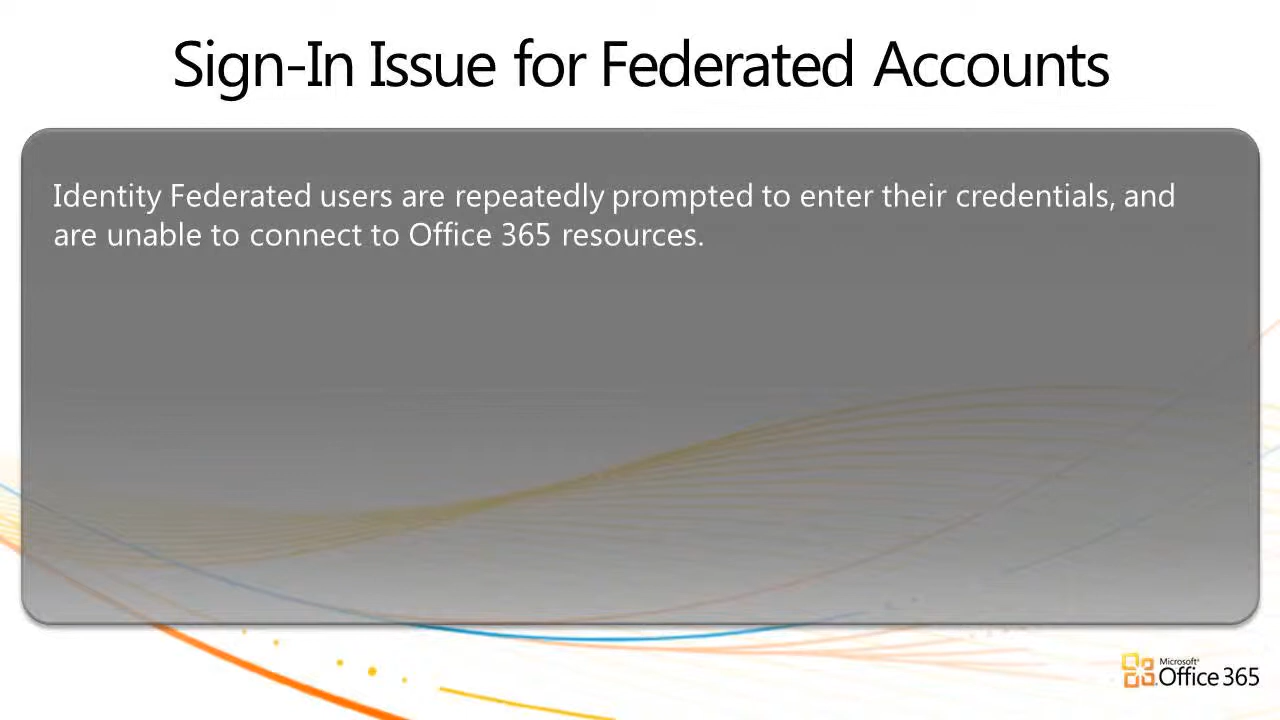 Sign-In Issue for Federated Accounts
Identity Federated users are repeatedly prompted to enter their credentials, and
are unable to connect to Office 365 resources.
Microsoft®
Office 365